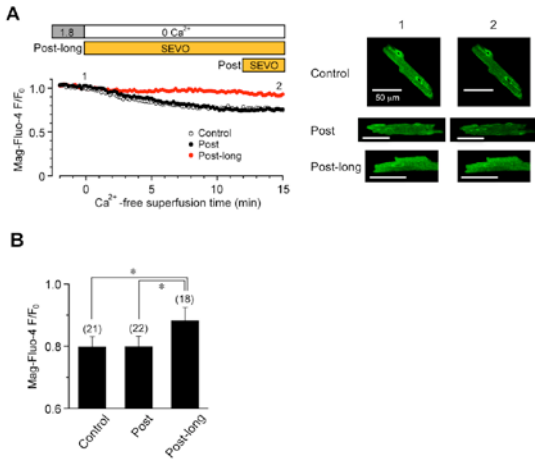 A
1.8
0 Ca²⁺
Post-long
SEVO
Post
SEVO
1
2
1.0
0.5
0
Mag-Fluo-4 F/F₀
Control
Post
Post-long
0
5
10
15
Ca²⁺-free superfusion time (min)
1
2
Control
50 μm
Post
Post-long
B
*
*
(21)
(22)
(18)
1.0
0.8
0.6
Mag-Fluo-4 F/F₀
Control
Post
Post-long